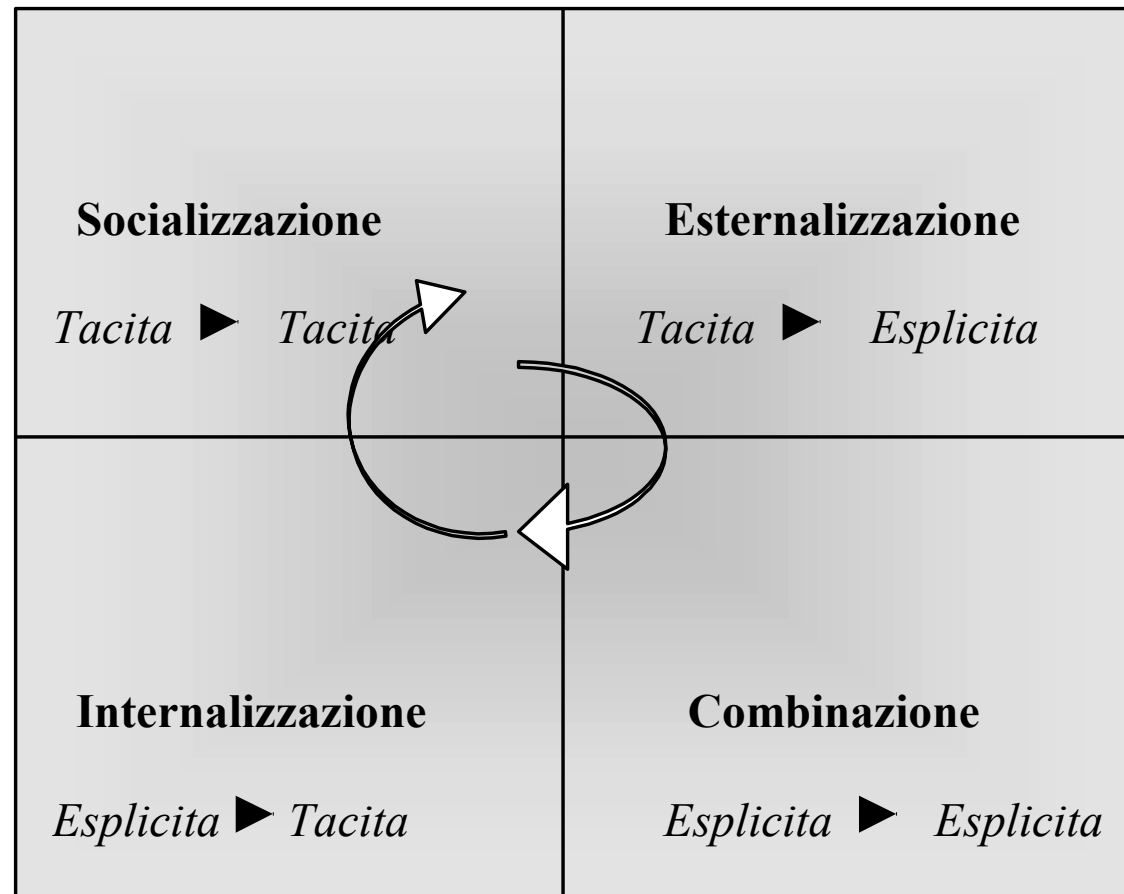 Socializzazione
Tacita ► Tacita
Esternalizzazione
Tacita ► Esplicita
Internalizzazione
Esplicita ► Tacita
Combinazione
Esplicita ► Esplicita